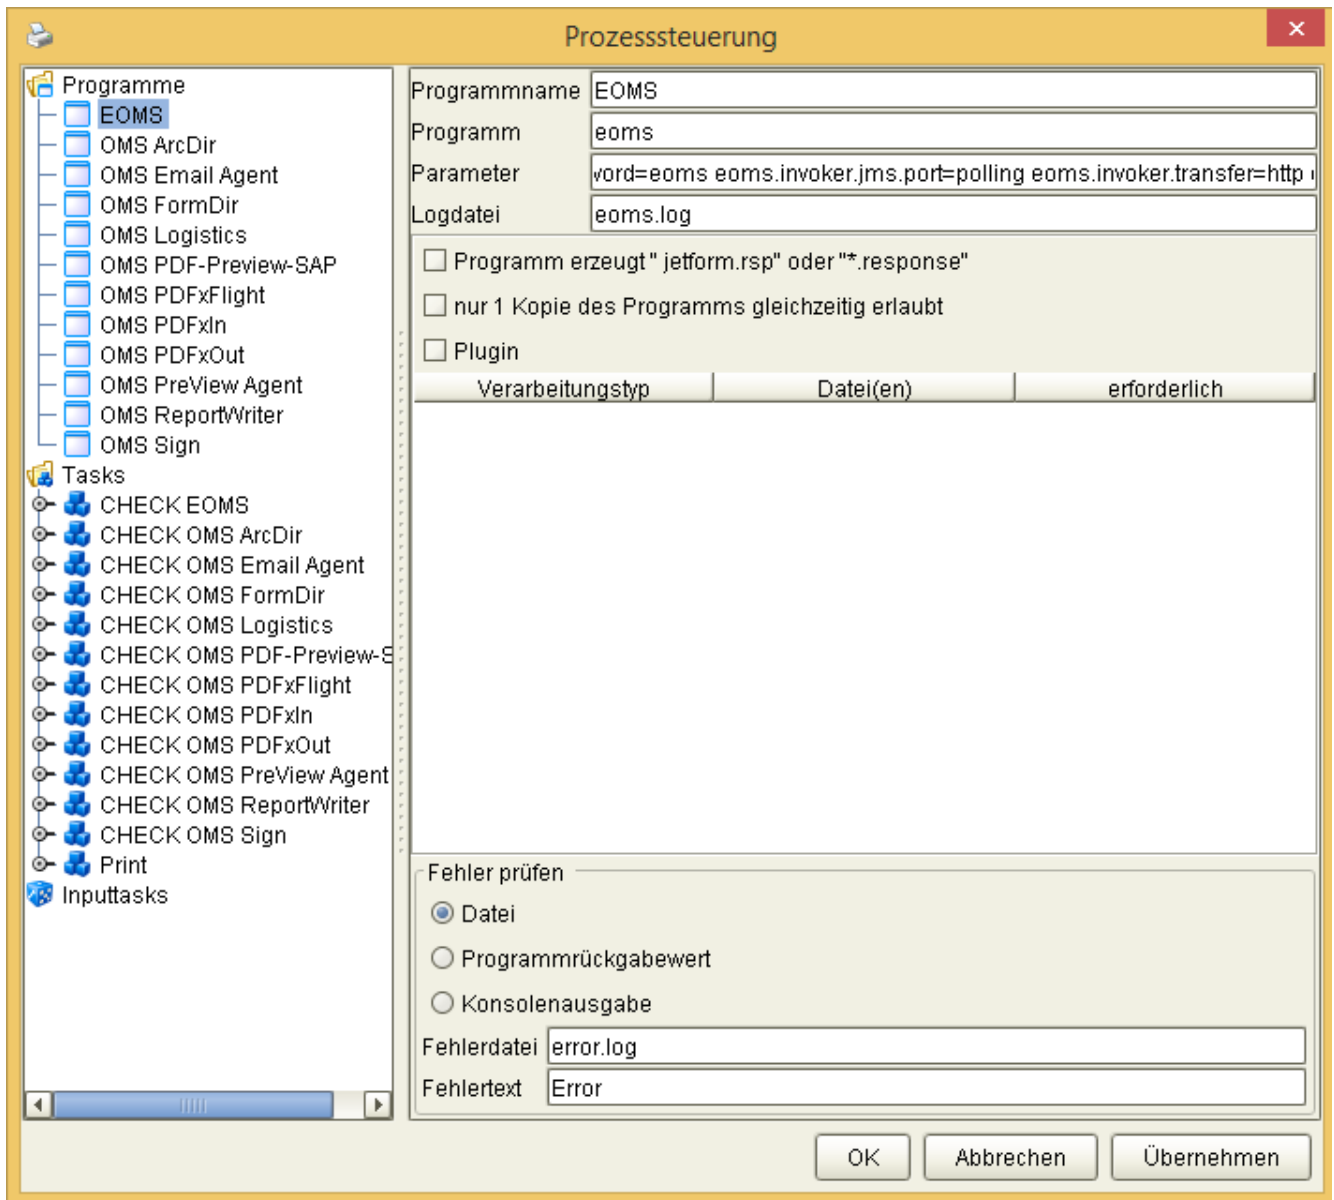 Prozesssteuerung
Programme
EOMS
OMS ArcDir
OMS Email Agent
OMS FormDir
OMS Logistics
OMS PDF-Preview-SAP
OMS PDFxFlight
OMS PDFxIn
OMS PDFxOut
OMS PreView Agent
OMS ReportWriter
OMS Sign
Tasks
CHECK EOMS
CHECK OMS ArcDir
CHECK OMS Email Agent
CHECK OMS FormDir
CHECK OMS Logistics
CHECK OMS PDF-Preview-S
CHECK OMS PDFxFlight
CHECK OMS PDFxIn
CHECK OMS PDFxOut
CHECK OMS PreView Agent
CHECK OMS ReportWriter
CHECK OMS Sign
Print
Inputtasks
Programmname EOMS
Programm eoms
Parameter vord=eoms eoms.invoker.jms.port=polling eoms.invoker.transfer=http
Logdatei eoms.log
Programm erzeugt " jetform.rsp" oder "*.response"
nur 1 Kopie des Programms gleichzeitig erlaubt
Plugin
Verarbeitungstyp Datei(en) erforderlich
Fehler prüfen
Datei
Programmrückgabewert
Konsolenausgabe
Fehlerdatei error.log
Fehlertext Error
OK Abbrechen Übernehmen